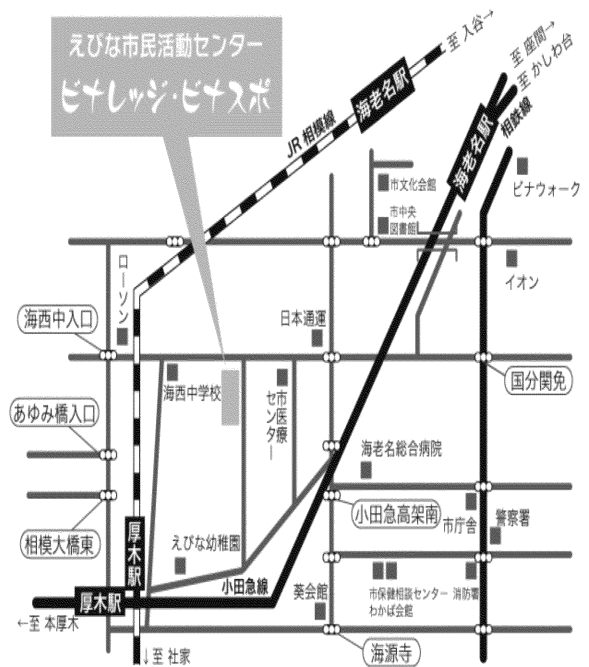 えびな市民活動センター
ビナレッジ・ビナスポ
至 入谷→
至 座間→
至 かしわ台
海老名駅
海老名駅
相鉄線
JR 相模線
ビナウォーク
市文化会館
市中央
図書館
イオン
ローソン
海西中入口
日本通運
国分関免
海西中学校
市医療
センター
あゆみ橋入口
海老名総合病院
小田急高架南
市庁舎
警察署
相模大橋東
厚木駅
えびな幼稚園
小田急線
葵会館
市保健相談センター
わかば会館
消防署
厚木駅
←至 本厚木
↓至 社家
海源寺